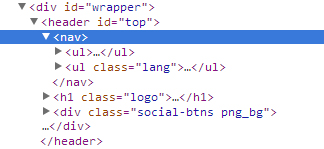 ▼<div id="wrapper">
▼<header id="top">
▼<nav>
▶<ul>…</ul>
▶<ul class="lang">…</ul>
</nav>
▶<h1 class="logo">…</h1>
▶<div class="social-btns png_bg">
…</div>
</header>